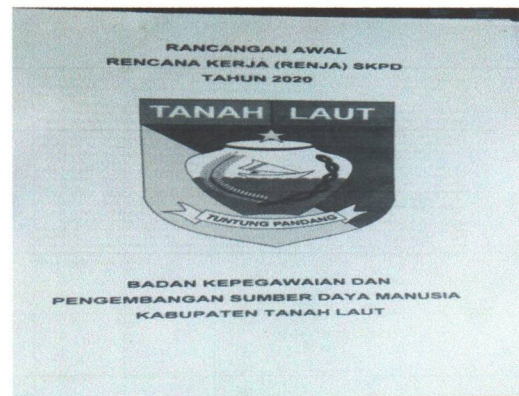 RANCANGAN AWAL
RENCANA KERJA (RENJA) SKPD
TAHUN 2020
TANAH LAUT
TUNTUNG PANDANG
BADAN KEPEGAWAIAN DAN
PENGEMBANGAN SUMBER DAYA MANUSIA
KABUPATEN TANAH LAUT